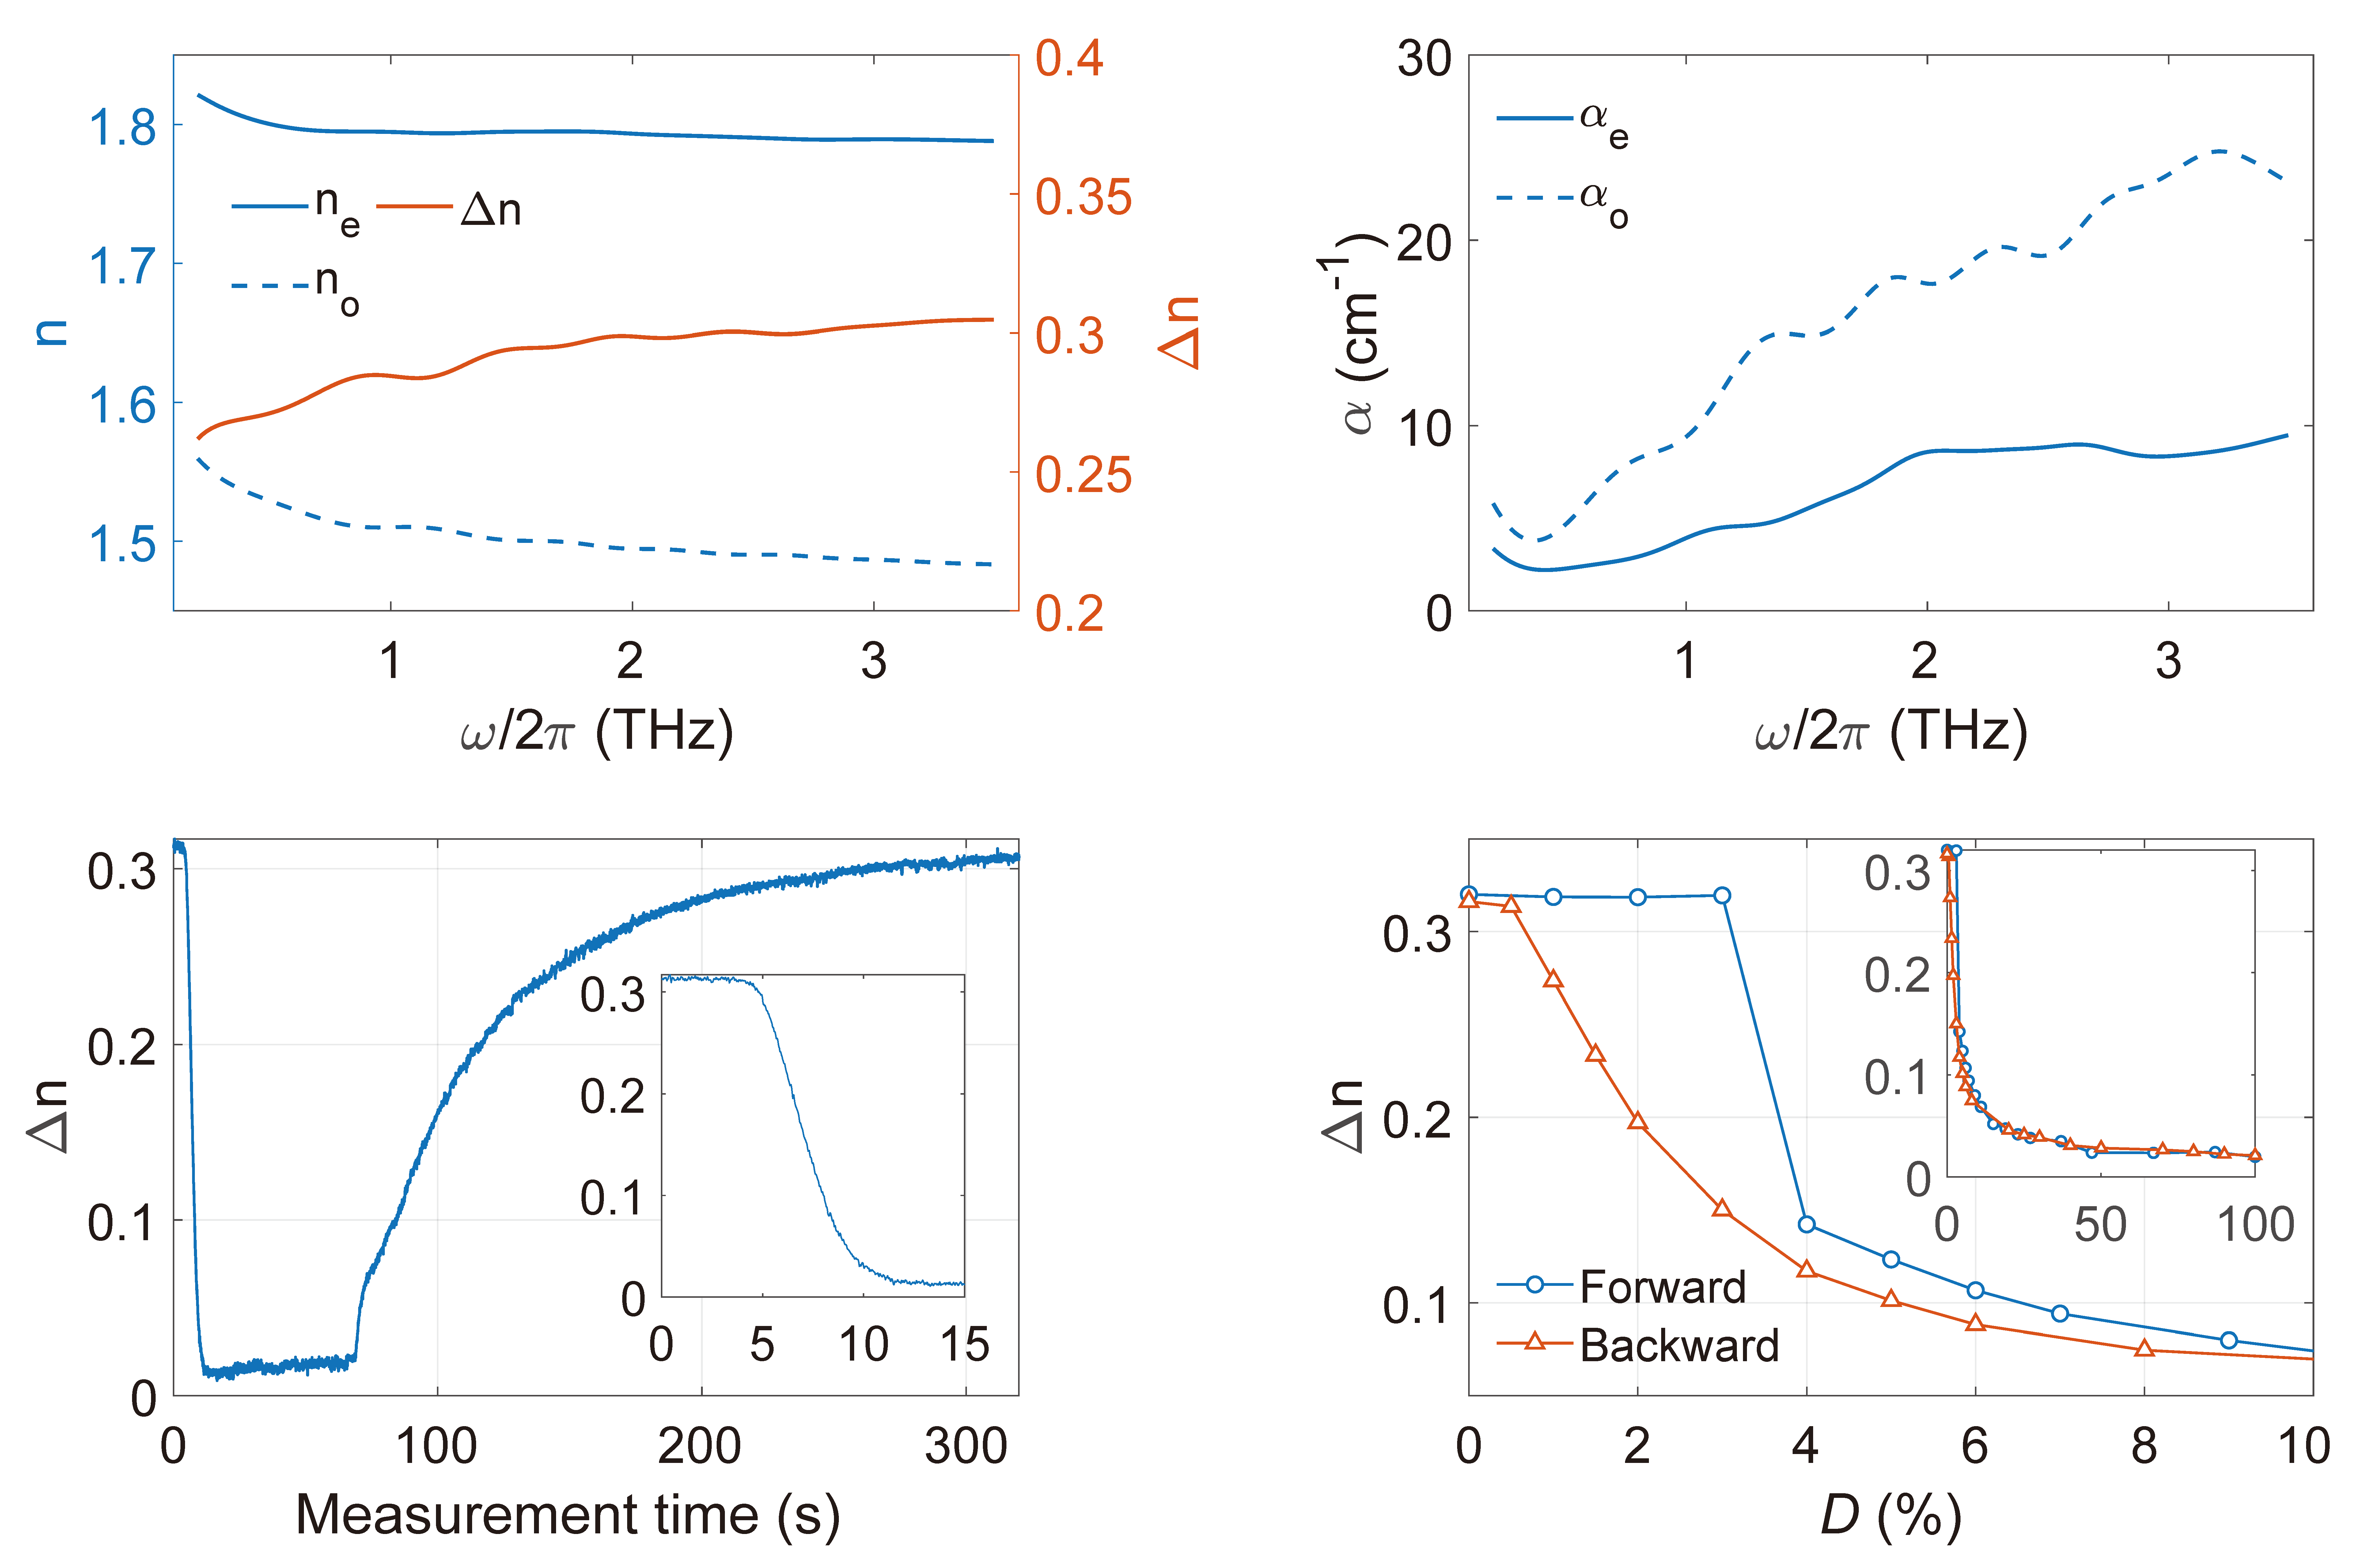 1.8
1.7
1.6
1.5
n
n_e
Δn
n_o
0.4
0.35
0.3
0.25
0.2
Δn
1 2 3
ω/2π (THz)
30
20
10
0
α (cm⁻¹)
α_e
α_o
1 2 3
ω/2π (THz)
0.3
0.2
0.1
0
Δn
0.3
0.2
0.1
0
0 5 10 15
0 100 200 300
Measurement time (s)
0.3
0.2
0.1
Δn
0.3
0.2
0.1
0
0 50 100
Forward
Backward
0 2 4 6 8 10
D (%)